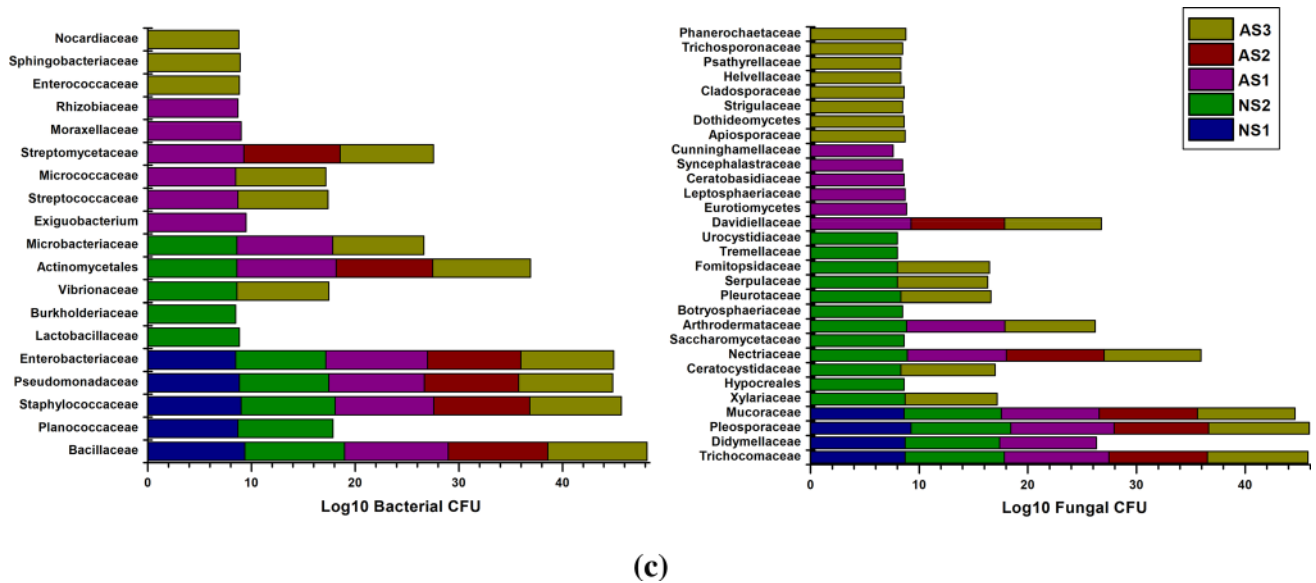 Nocardiaceae
Sphingobacteriaceae
Enterococcaceae
Rhizobiaceae
Moraxellaceae
Streptomycetaceae
Micrococcaceae
Streptococcaceae
Exiguobacterium
Microbacteriaceae
Actinomycetales
Vibrionaceae
Burkholderiaceae
Lactobacillaceae
Enterobacteriaceae
Pseudomonadaceae
Staphylococcaceae
Planococcaceae
Bacillaceae
0 10 20 30 40
Log10 Bacterial CFU
Phanerochaetaceae
Trichosporonaceae
Psathyrellaceae
Helvellaceae
Cladosporaceae
Strigulaceae
Dothideomycetes
Apiosporaceae
Cunninghamellaceae
Syncephalastraceae
Ceratobasidiaceae
Leptosphaeriaceae
Eurotiomycetes
Davidiellaceae
Urocystidiaceae
Tremellaceae
Fomitopsidaceae
Serpulaceae
Pleurotaceae
Botryosphaeriaceae
Arthrodermataceae
Saccharomycetaceae
Nectriaceae
Ceratocystidaceae
Hypocreales
Xylariaceae
Mucoraceae
Pleosporaceae
Didymellaceae
Trichocomaceae
0 10 20 30 40
Log10 Fungal CFU
AS3
AS2
AS1
NS2
NS1
(c)